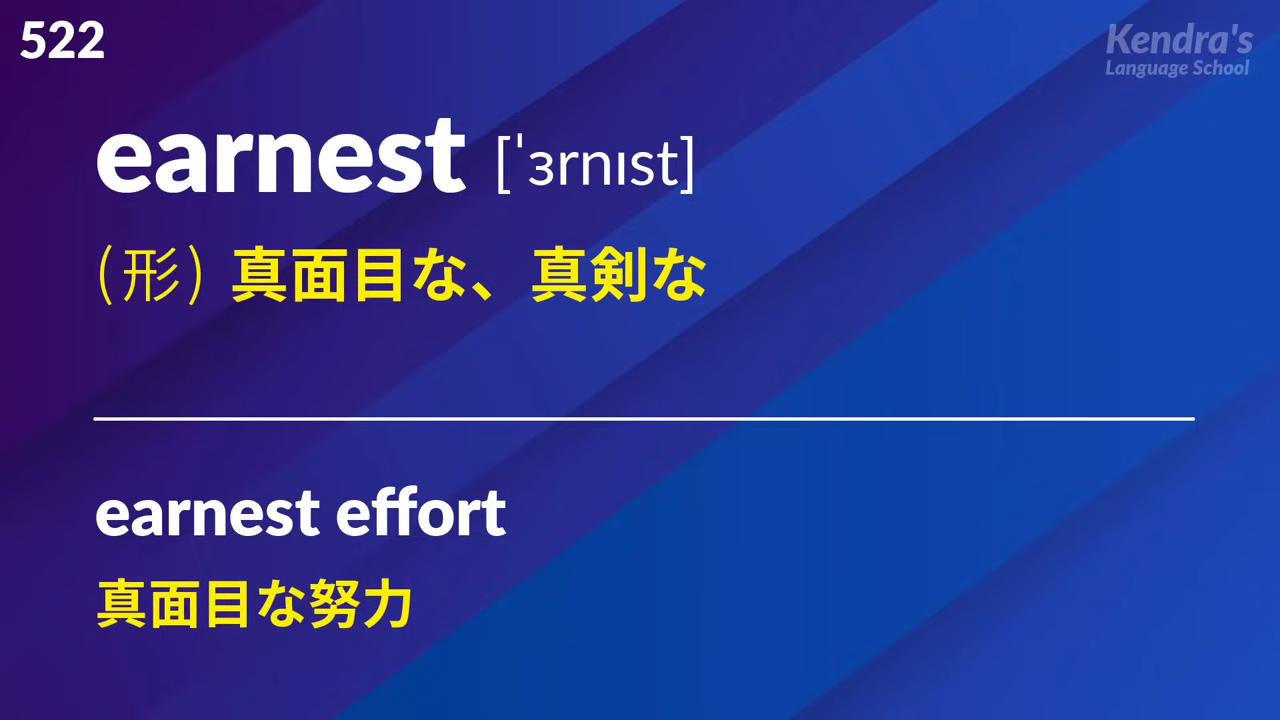 522
Kendra's
Language School
earnest [ˈɜrnɪst]
(形) 真面目な、真剣な
earnest effort
真面目な努力